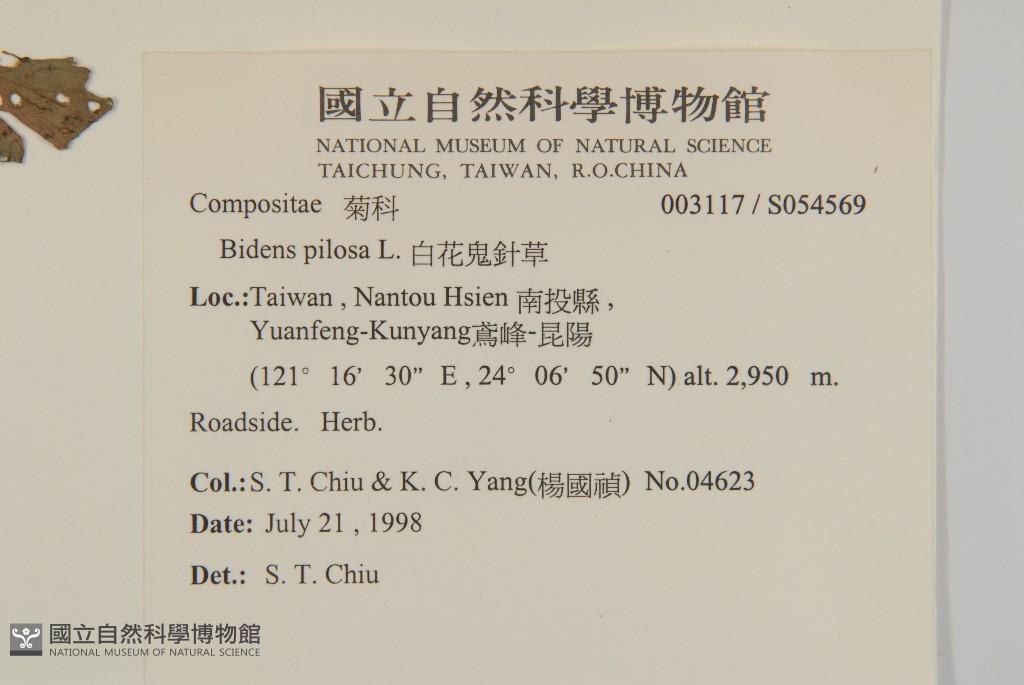 國立自然科學博物館
NATIONAL MUSEUM OF NATURAL SCIENCE
TAICHUNG, TAIWAN, R.O.CHINA
Compositae 菊科 003117 / S054569
Bidens pilosa L. 白花鬼針草
Loc.:Taiwan , Nantou Hsien 南投縣 ,
Yuanfeng-Kunyang鳶峰-昆陽
(121° 16’ 30” E , 24° 06’ 50” N) alt. 2,950 m.
Roadside. Herb.
Col.: S. T. Chiu & K. C. Yang(楊國禎) No.04623
Date: July 21 , 1998
Det.: S. T. Chiu
國立自然科學博物館
NATIONAL MUSEUM OF NATURAL SCIENCE